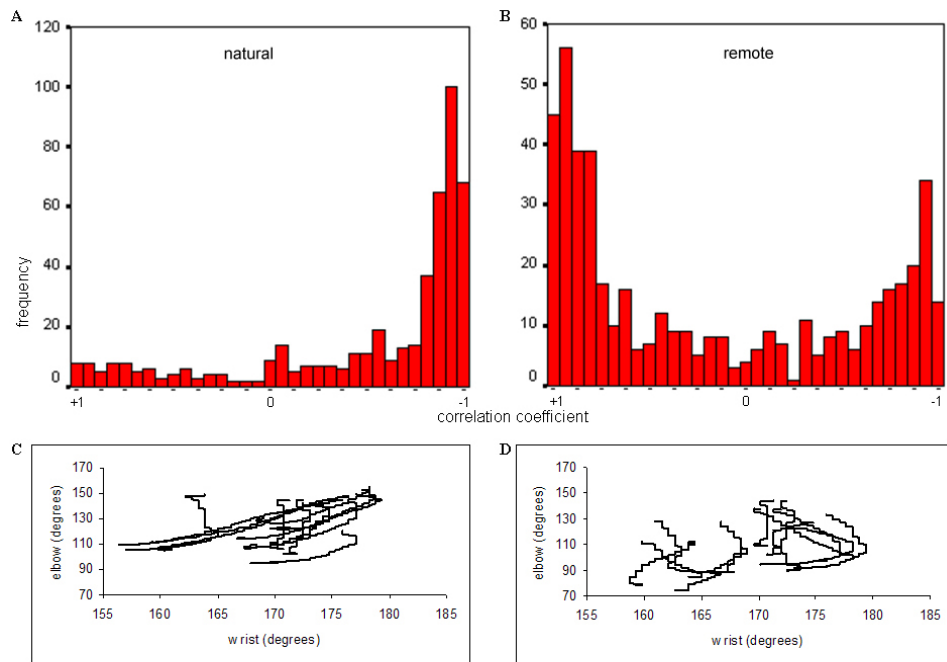 A
natural
120
100
80
60
40
20
0
frequency
+1 0 -1
B
remote
60
50
40
30
20
10
0
+1 0 -1
correlation coefficient
C
170
150
130
110
90
70
elbow (degrees)
155 160 165 170 175 180 185
w rist (degrees)
D
170
150
130
110
90
70
elbow (degrees)
155 160 165 170 175 180 185
w rist (degrees)